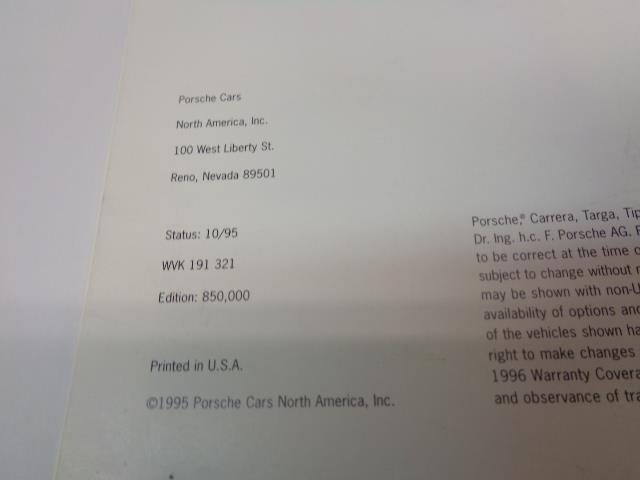 Porsche Cars
North America, Inc.
100 West Liberty St.
Reno, Nevada 89501
Status: 10/95
WVK 191 321
Edition: 850,000
Printed in U.S.A.
©1995 Porsche Cars North America, Inc.
Porsche,® Carrera, Targa,
Dr. Ing. h.c. F. Porsche AG.
to be correct at the time
subject to change without
may be shown with
availability of options and
of the vehicles shown
right to make changes
1996 Warranty
and observance of